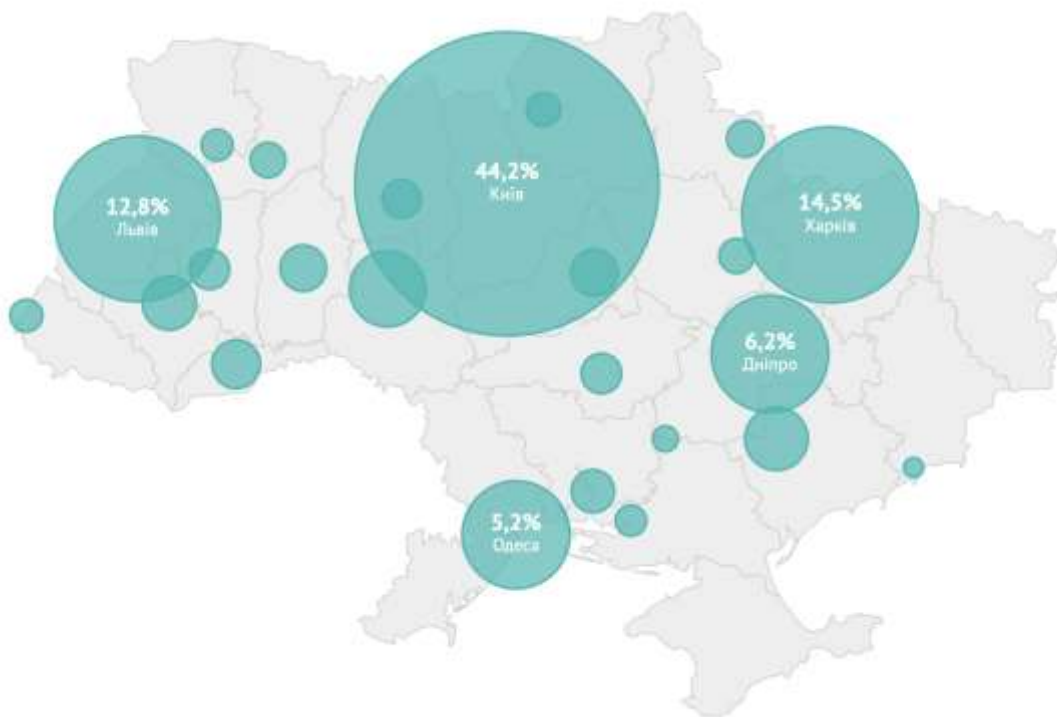 44,2%
Київ
12,8%
Львів
14,5%
Харків
6,2%
Дніпро
5,2%
Одеса